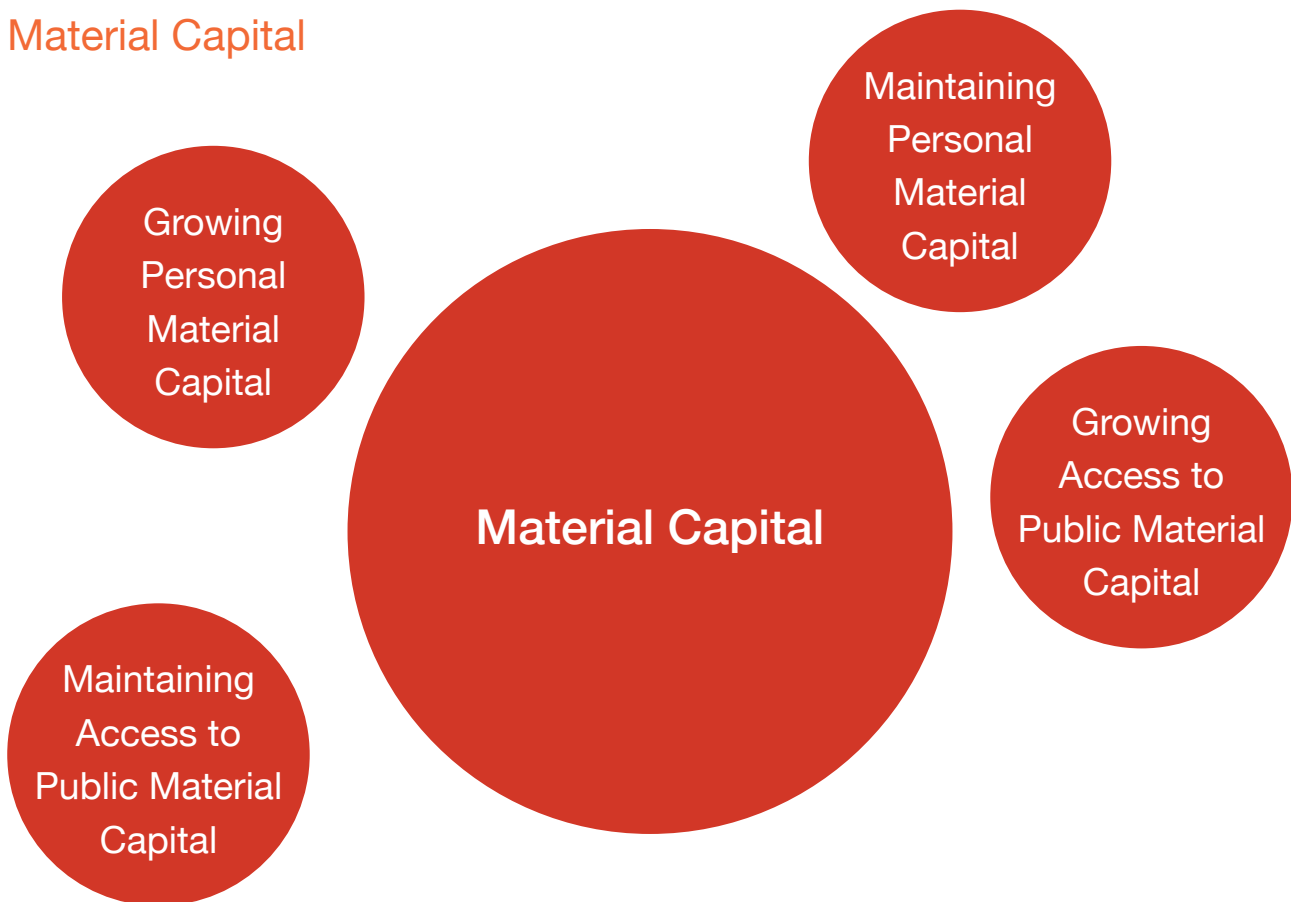 Material Capital
Maintaining
Personal
Material
Capital
Growing
Personal
Material
Capital
Growing
Access to
Public Material
Capital
Material Capital
Maintaining
Access to
Public Material
Capital